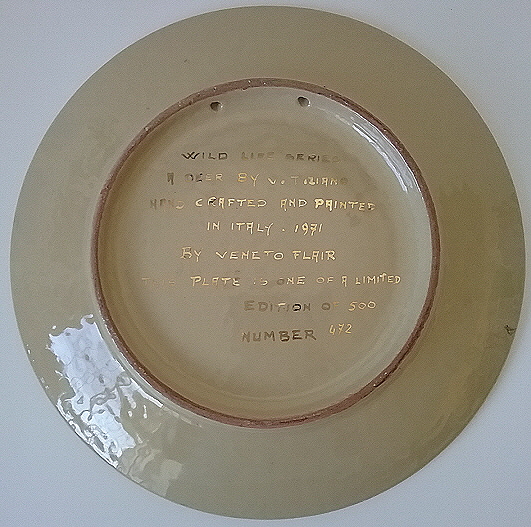 WILD LIFE SERIES
A DEER BY V. TIZIANO
HAND CRAFTED AND PAINTED
IN ITALY . 1971
BY VENETO FLAIR
THIS PLATE IS ONE OF A LIMITED
EDITION OF 500
NUMBER